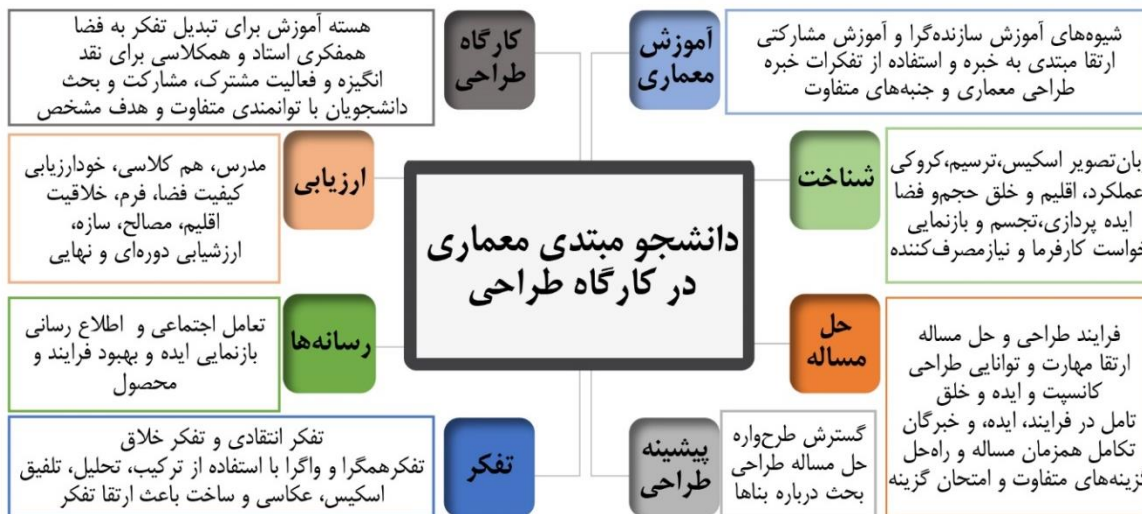 آموزش
معماری
شیوه‌های آموزش سازنده‌گرا و آموزش مشارکتی
ارتقا مبتدی به خبره و استفاده از تفکرات خبره
طراحی معماری و جنبه‌های متفاوت
کارگاه
طراحی
هسته آموزش برای تبدیل تفکر به فضا
همفکری استاد و همکلاسی برای نقد
انگیزه و فعالیت مشترک، مشارکت و بحث
دانشجویان با توانمندی متفاوت و هدف مشخص
شناخت
بان‌تصویر اسکیس،ترسیم،کروکی
عملکرد، اقلیم و خلق حجم‌و فضا
ایده پردازی،تجسم و بازنمایی
خواست کارفرما و نیازمصرف‌کننده
ارزیابی
مدرس، هم کلاسی، خودارزیابی
کیفیت فضا، فرم، خلاقیت
اقلیم، مصالح، سازه،
ارزشیابی دوره‌ای و نهایی
دانشجو مبتدی معماری
در کارگاه طراحی
حل
مساله
فرایند طراحی و حل مساله
ارتقا مهارت و توانایی طراحی
کانسپت و ایده و خلق
تامل در فرایند، ایده، و خبرگان
تکامل همزمان مساله و راه‌حل
گزینه‌های متفاوت و امتحان گزینه
رسانه‌ها
تعامل اجتماعی و اطلاع رسانی
بازنمایی ایده و بهبود فرایند و
محصول
پیشینه
طراحی
گسترش طرح‌واره
حل مساله طراحی
بحث درباره بناها
تفکر
تفکر انتقادی و تفکر خلاق
تفکرهمگرا و واگرا با استفاده از ترکیب، تحلیل، تلفیق
اسکیس، عکاسی و ساخت باعث ارتقا تفکر